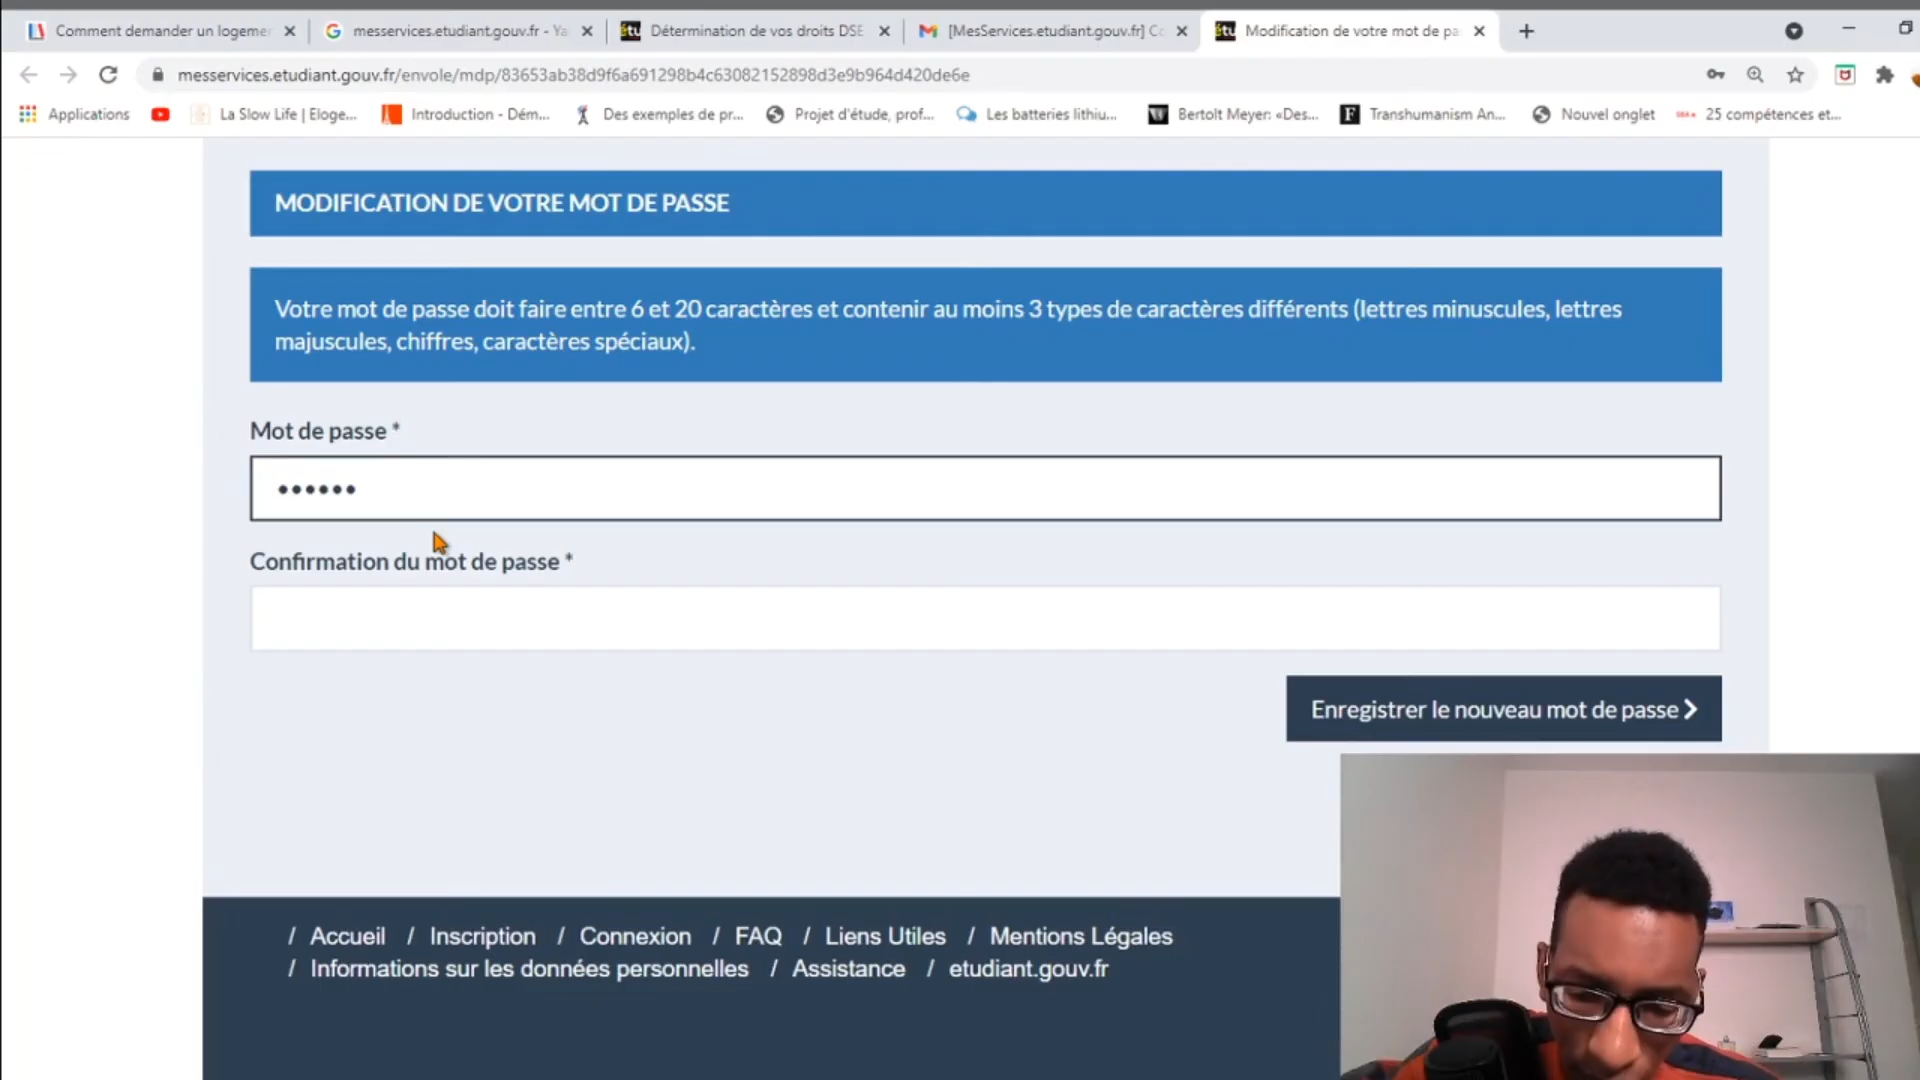 Comment demander un logeme
messervices.etudiant.gouv.fr - Ya
étu
Détermination de vos droits DSE
[MesServices.etudiant.gouv.fr] Co
étu
Modification de votre mot de pa
messervices.etudiant.gouv.fr/envole/mdp/83653ab38d9f6a691298b4c63082152898d3e9b964d420de6e
Applications
La Slow Life | Eloge...
Introduction - Dém...
Des exemples de pr...
Projet d'étude, prof...
Les batteries lithiu...
Bertolt Meyer: «Des...
Transhumanism An...
Nouvel onglet
25 compétences et...
MODIFICATION DE VOTRE MOT DE PASSE
Votre mot de passe doit faire entre 6 et 20 caractères et contenir au moins 3 types de caractères différents (lettres minuscules, lettres
majuscules, chiffres, caractères spéciaux).
Mot de passe *
Confirmation du mot de passe *
Enregistrer le nouveau mot de passe
/ Accueil / Inscription / Connexion / FAQ / Liens Utiles / Mentions Légales
/ Informations sur les données personnelles / Assistance / etudiant.gouv.fr